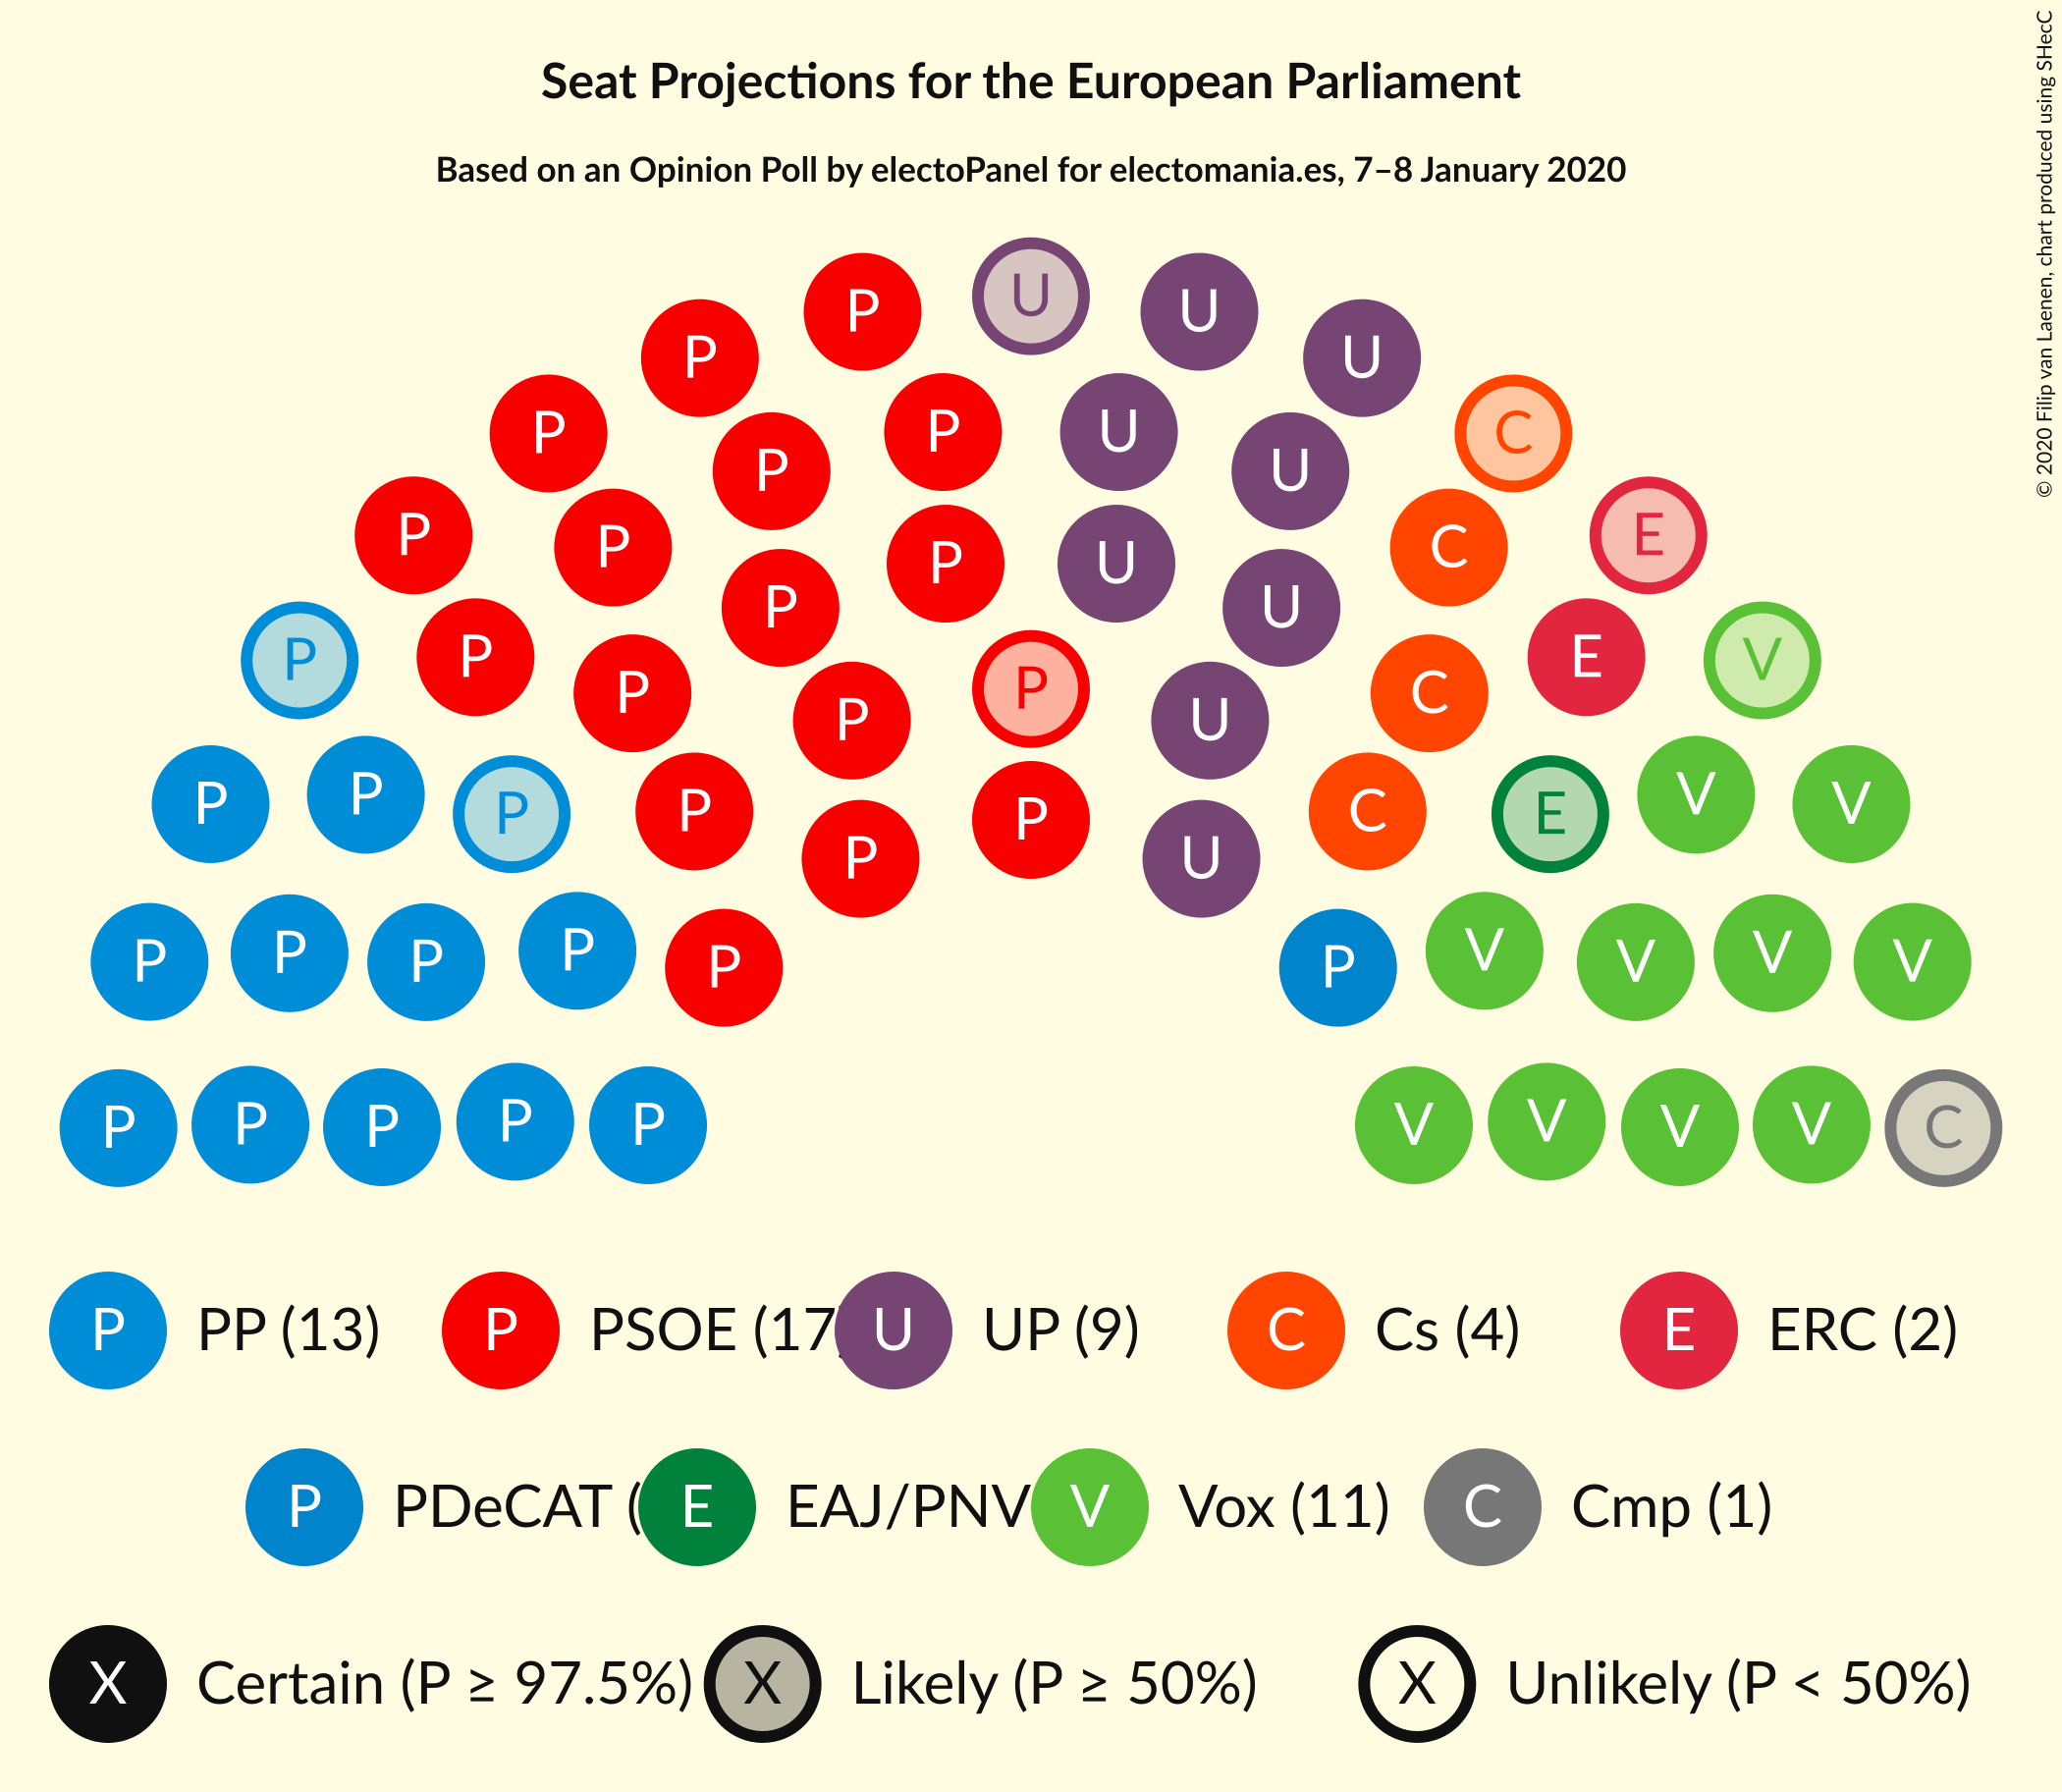 Seat Projections for the European Parliament
Based on an Opinion Poll by electoPanel for electomania.es, 7–8 January 2020
© 2020 Filip van Laenen, chart produced using SHecC
U
P U
P U
P P U C
P P U
P E
P P U C
P U
P P E V
P P C
P U
P P V
P P V
P P C E
P P
U
P P P P V V V V
P P
P P P P P V V V V C
P PP (13) P PSOE (17 U UP (9) C Cs (4) E ERC (2)
P PDeCAT ( E EAJ/PNV V Vox (11) C Cmp (1)
X Certain (P ≥ 97.5%) X Likely (P ≥ 50%) X Unlikely (P < 50%)